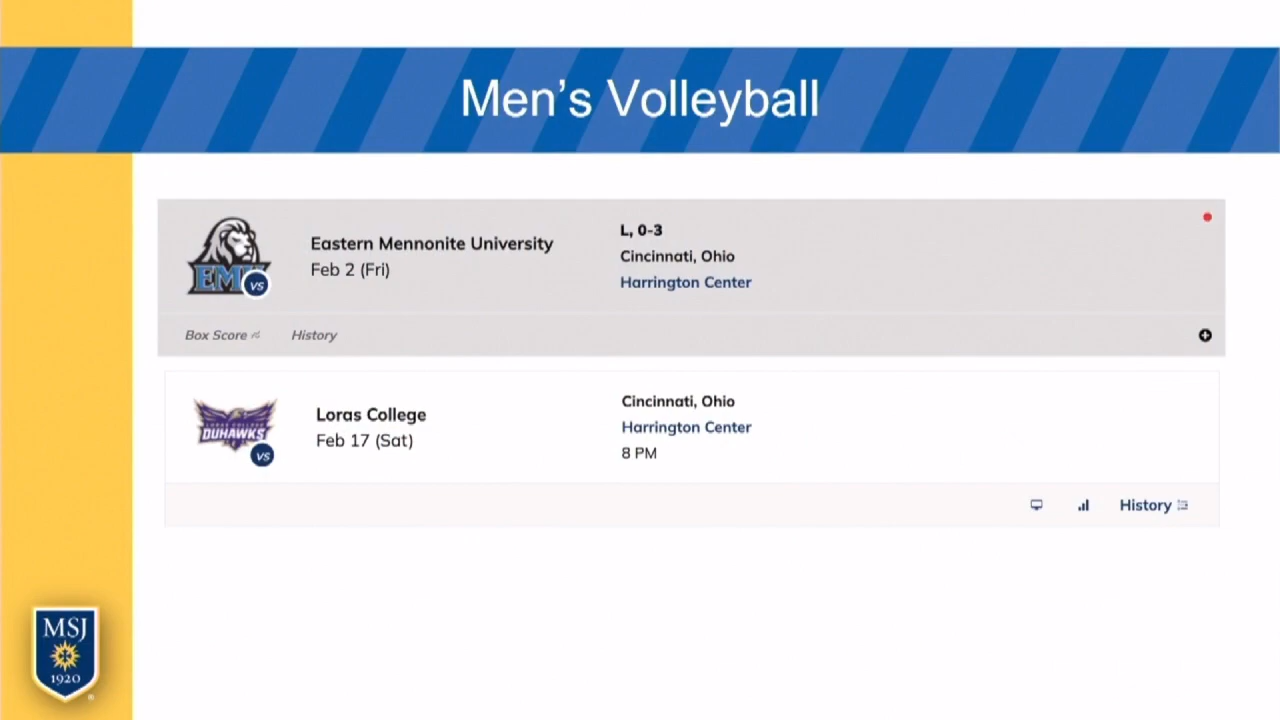 Men's Volleyball
EMU
vs
Eastern Mennonite University
Feb 2 (Fri)
L, 0-3
Cincinnati, Ohio
Harrington Center
Box Score
History
LORAS COLLEGE
DUHAWKS
vs
Loras College
Feb 17 (Sat)
Cincinnati, Ohio
Harrington Center
8 PM
History
MSJ
1920
®